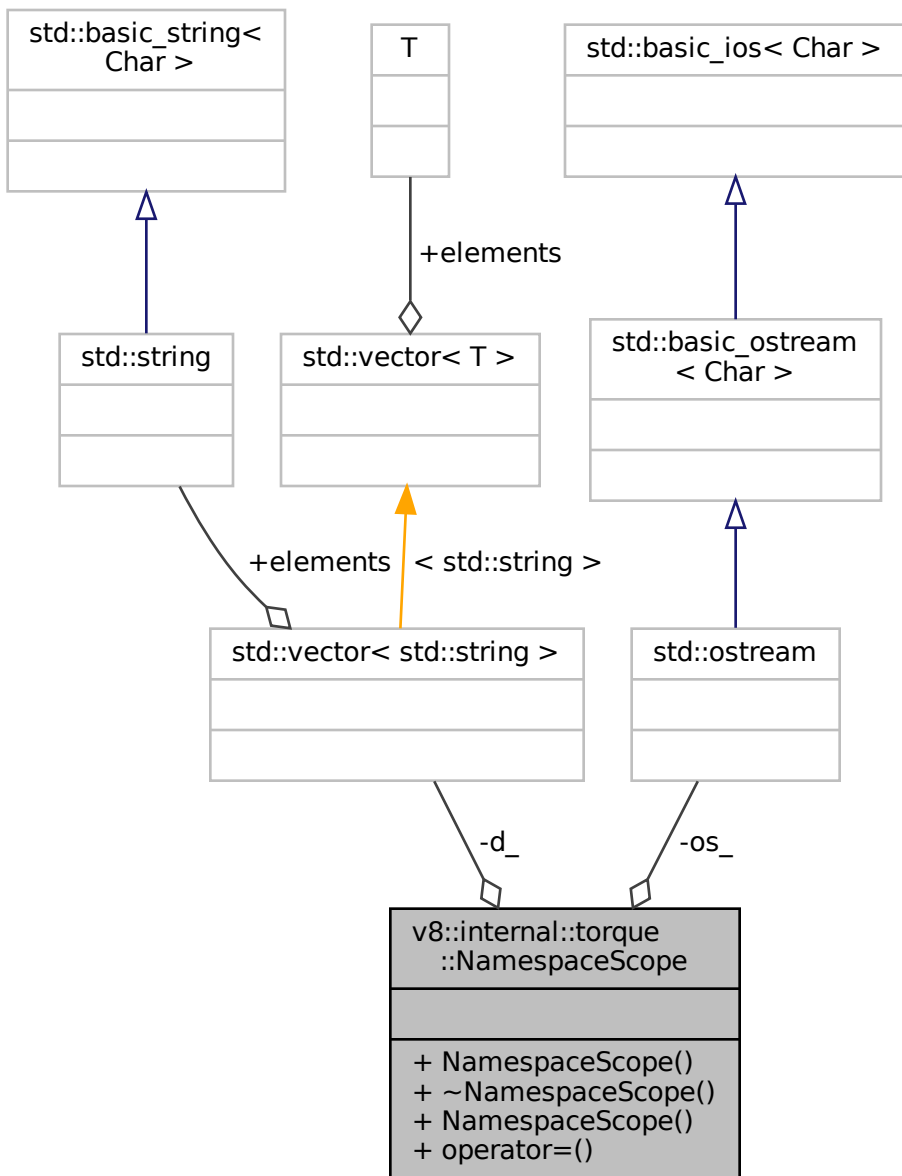 std::basic_string<
Char >
T
std::basic_ios< Char >
+elements
std::string
std::vector< T >
std::basic_ostream
< Char >
+elements
< std::string >
std::vector< std::string >
std::ostream
-d_
-os_
v8::internal::torque
::NamespaceScope
+ NamespaceScope()
+ ~NamespaceScope()
+ NamespaceScope()
+ operator=()